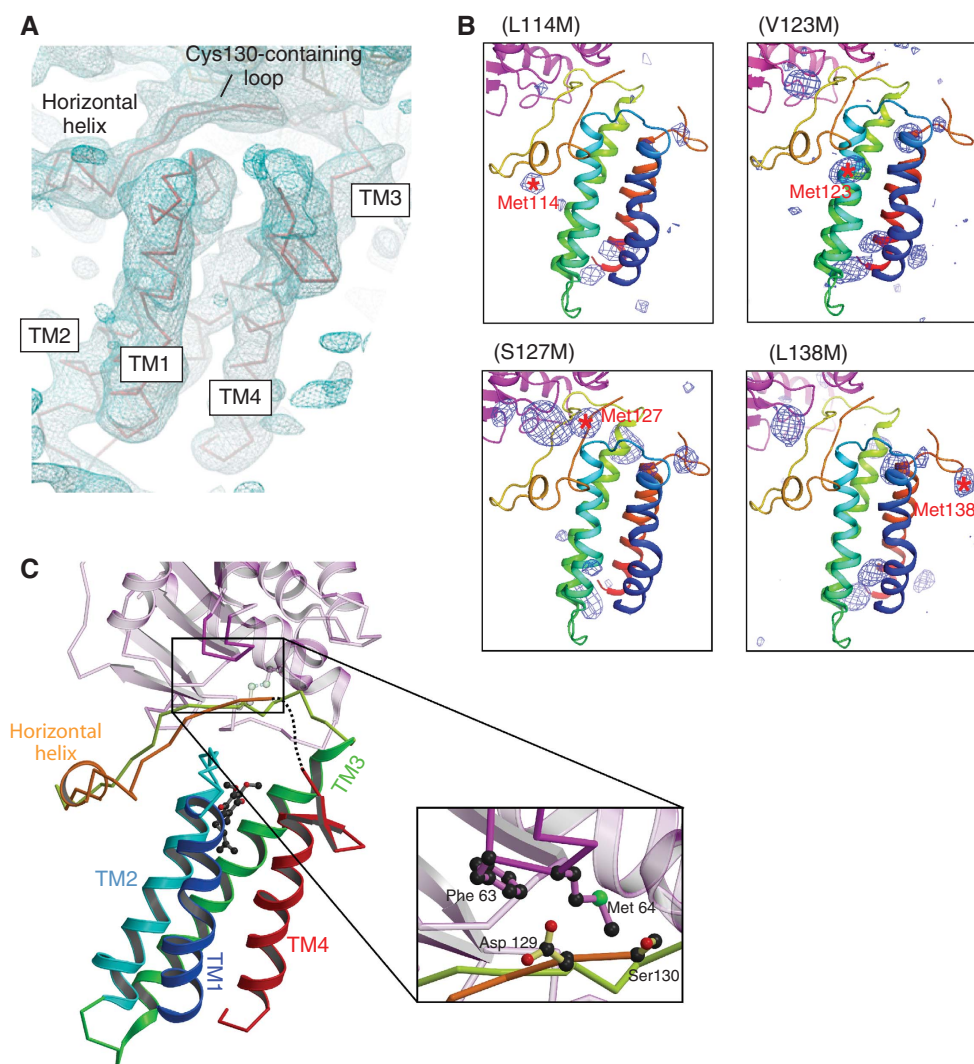 A
Cys130-containing
loop
Horizontal
helix
TM3
TM2
TM1
TM4
B
(L114M)
(V123M)
Met114
Met123
(S127M)
(L138M)
Met127
Met138
C
Horizontal
helix
TM3
TM2
TM4
TM1
Phe 63
Met 64
Asp 129
Ser130